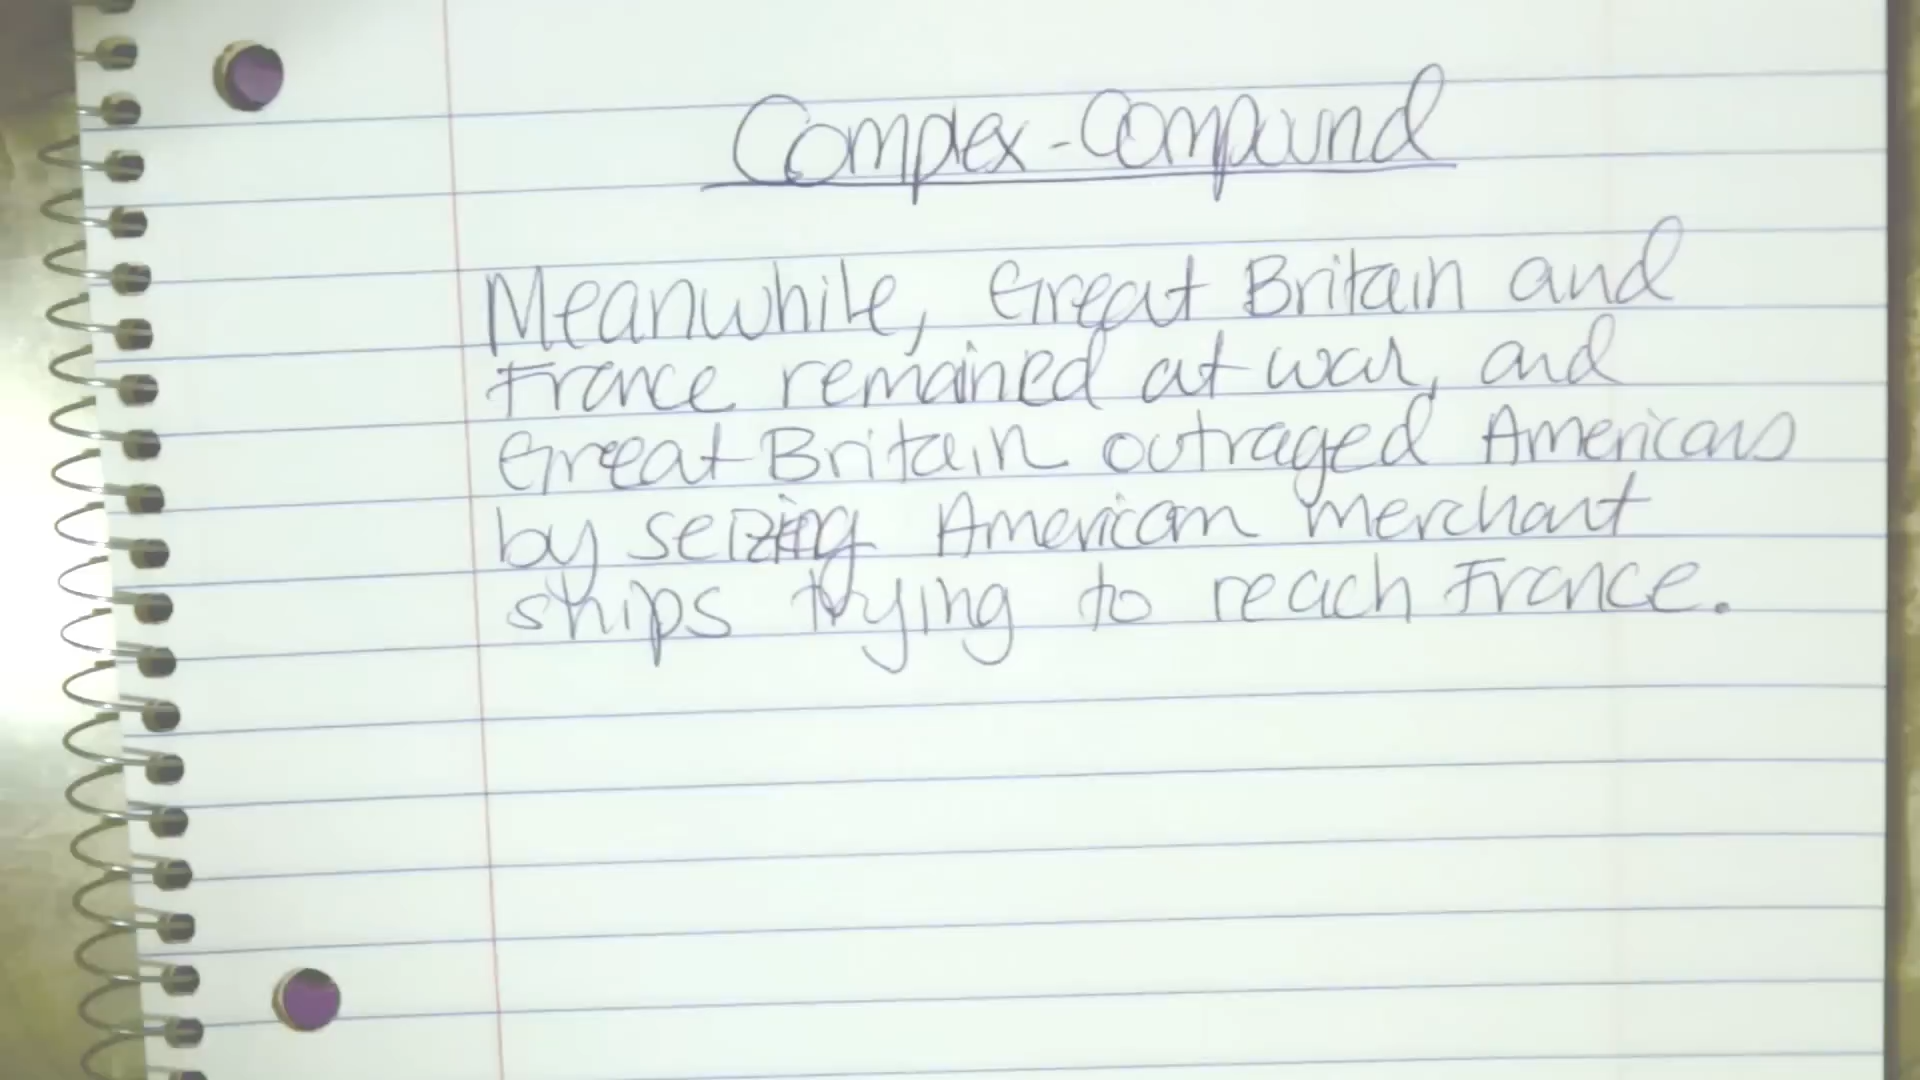 Complex-Compound
Meanwhile, Great Britain and
France remained at war, and
Great Britain outraged Americans
by seizing American merchant
ships trying to reach France.